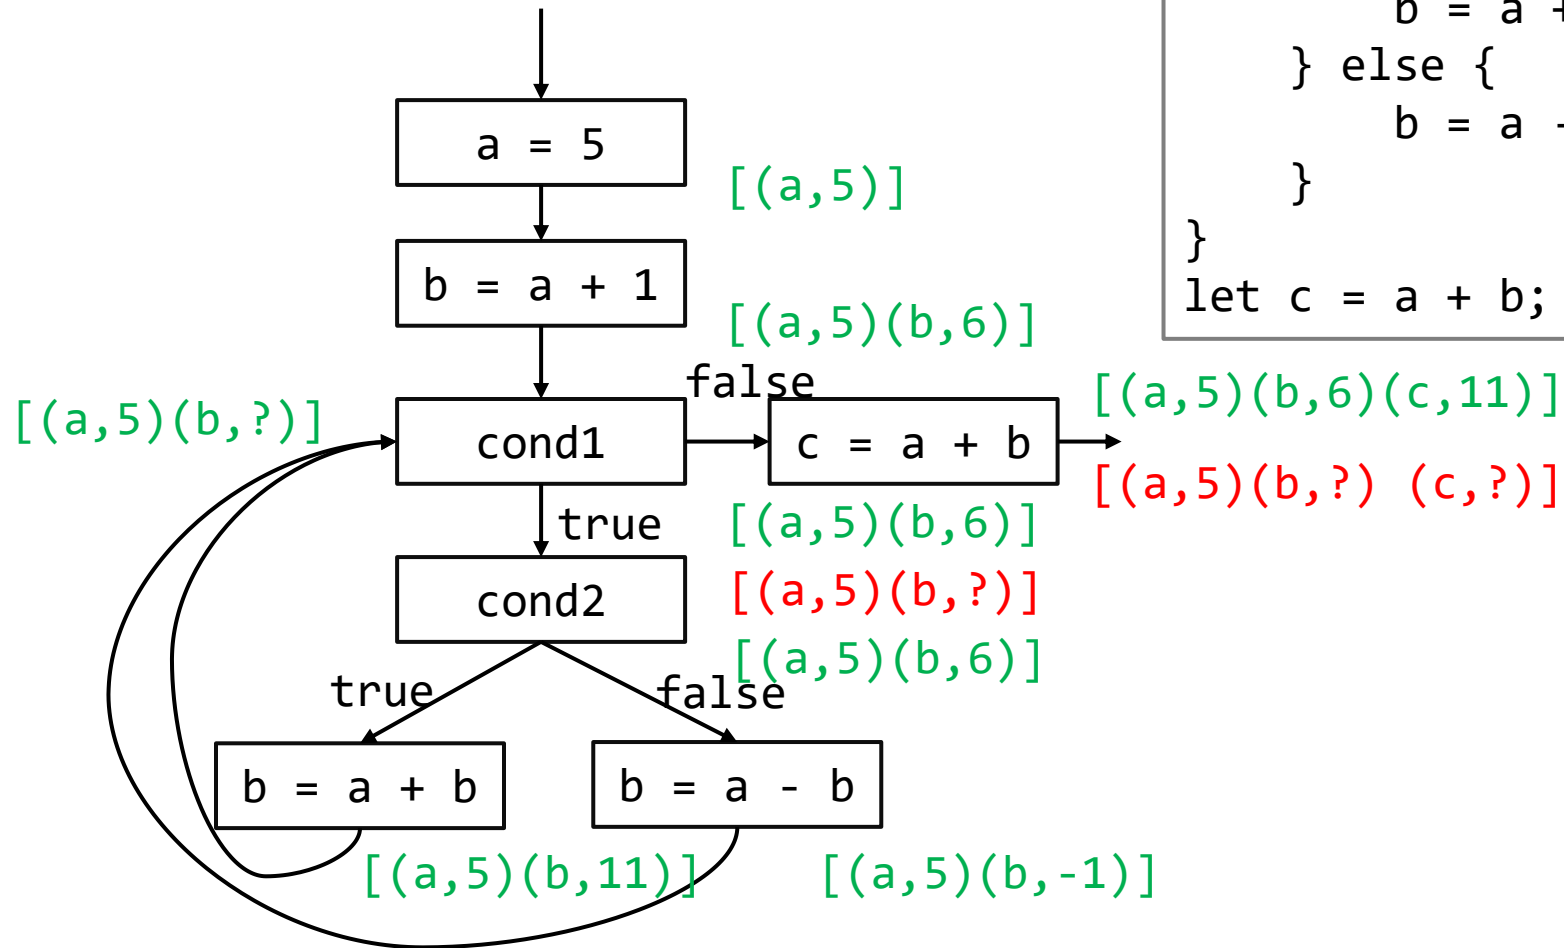 b = a +
} else {
b = a -
}
}
let c = a + b;
a = 5
[(a,5)]
b = a + 1
[(a,5)(b,6)]
false
[(a,5)(b,?)]
cond1
c = a + b
[(a,5)(b,6)(c,11)]
[(a,5)(b,?) (c,?)]
true
[(a,5)(b,6)]
cond2
[(a,5)(b,?)]
[(a,5)(b,6)]
true
false
b = a + b
b = a - b
[(a,5)(b,11)]
[(a,5)(b,-1)]